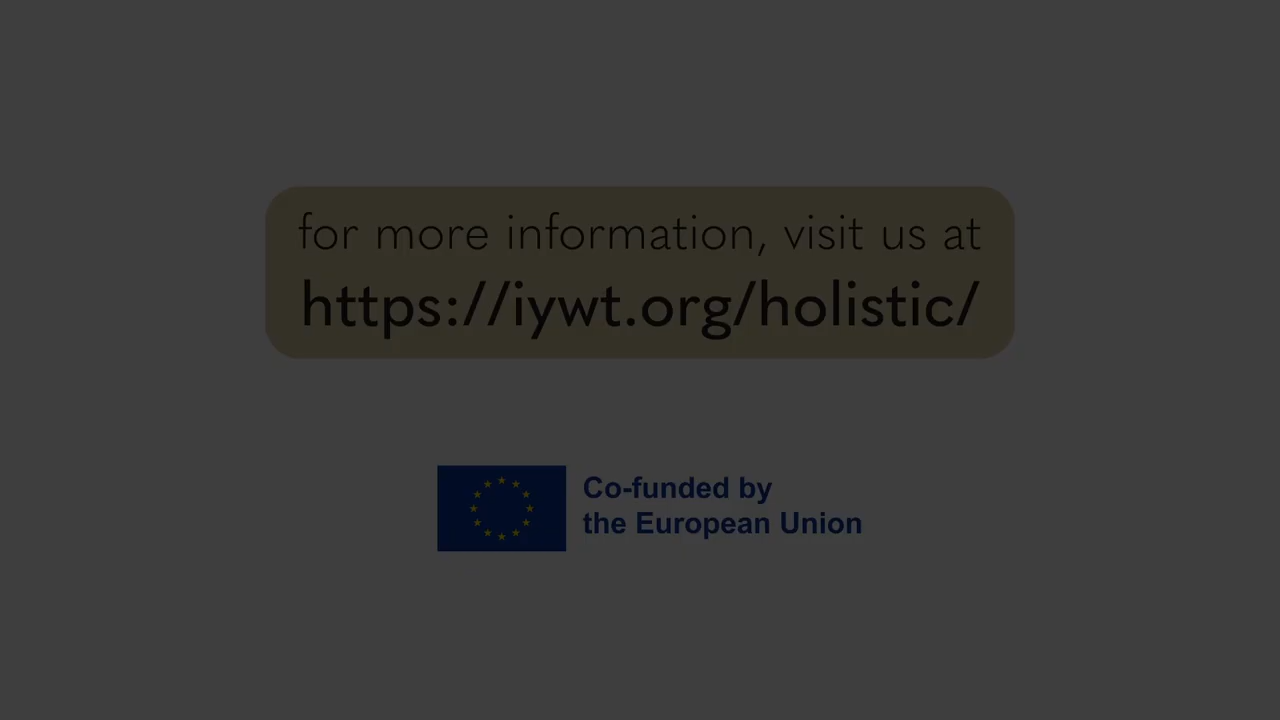 for more information, visit us at
https://iywt.org/holistic/
Co-funded by
the European Union